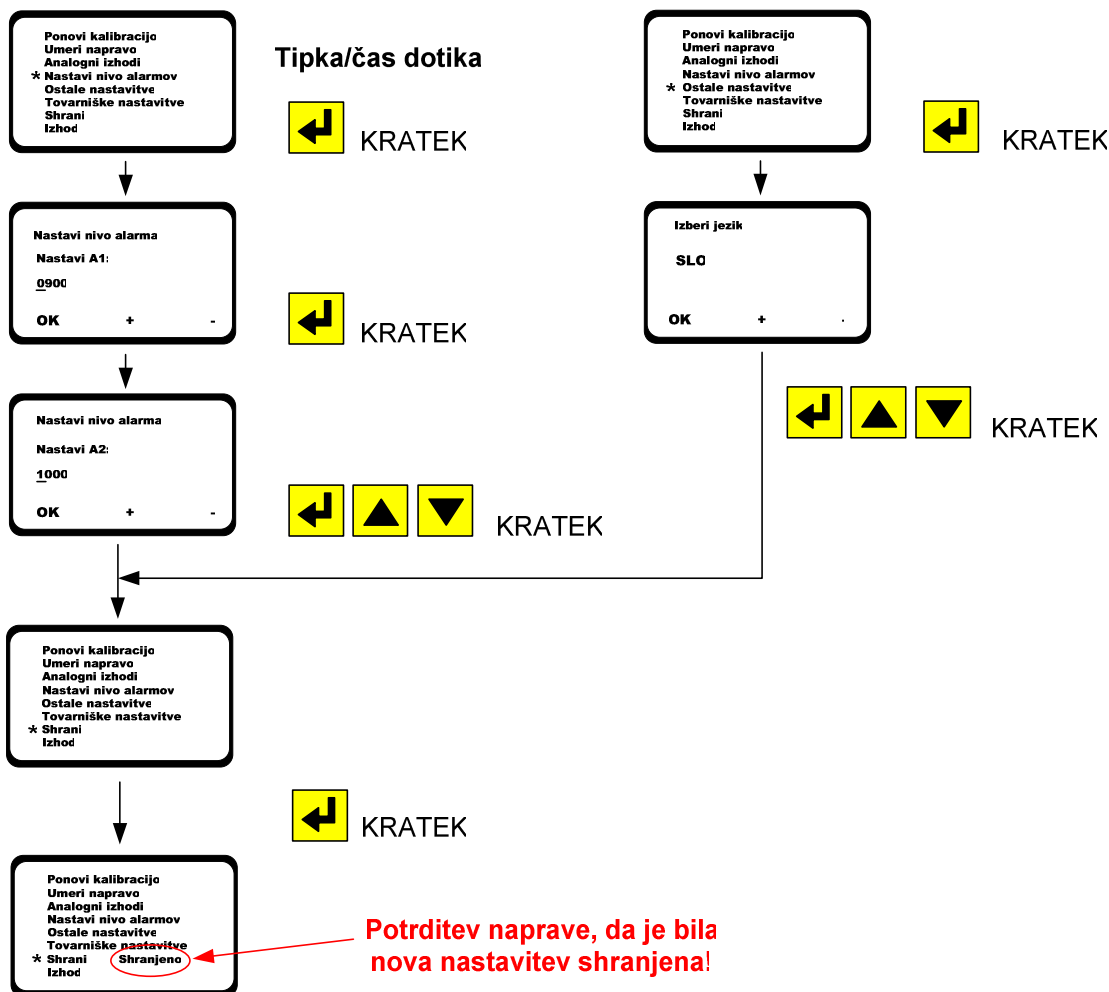 Ponovi kalibracijo
Umeri napravo
Analogni izhodi
* Nastavi nivo alarmov
Ostale nastavitve
Tovarniške nastavitve
Shrani
Izhod
Tipka/čas dotika
KRATEK
Nastavi nivo alarma
Nastavi A1:
0900
OK + -
KRATEK
Nastavi nivo alarma
Nastavi A2:
1000
OK + -
KRATEK
Ponovi kalibracijo
Umeri napravo
Analogni izhodi
Nastavi nivo alarmov
* Ostale nastavitve
Tovarniške nastavitve
Shrani
Izhod
KRATEK
Izberi jezik
SLO
OK + -
KRATEK
Ponovi kalibracijo
Umeri napravo
Analogni izhodi
Nastavi nivo alarmov
Ostale nastavitve
Tovarniške nastavitve
* Shrani
Izhod
KRATEK
Ponovi kalibracijo
Umeri napravo
Analogni izhodi
Nastavi nivo alarmov
Ostale nastavitve
Tovarniške nastavitve
* Shrani Shranjeno
Izhod
Potrditev naprave, da je bila
nova nastavitev shranjena!